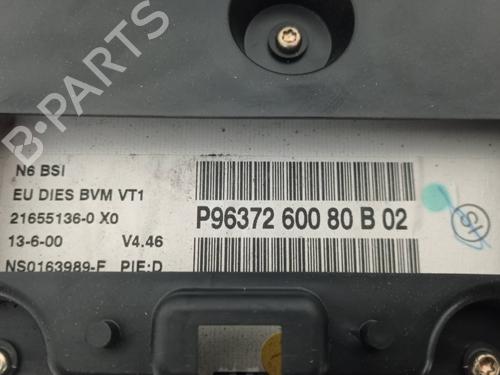 B-PARTS
N6 BSI
EU DIES BVM VT1
21655136-0 X0
13-6-00 V4.46
NS0163989-F PIE:D
P96372 600 80 B 02